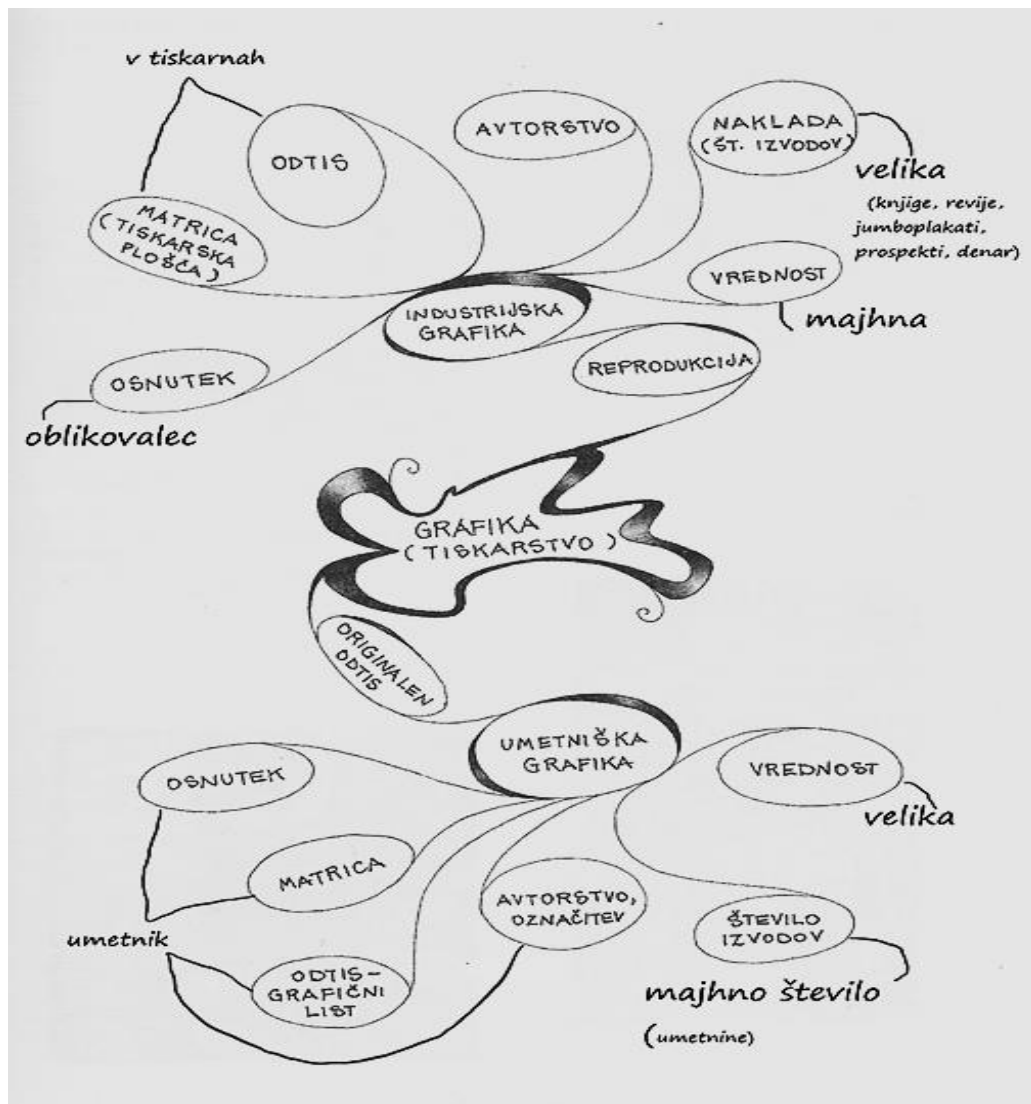 v tiskarnah
ODTIS
AVTORSTVO
NAKLADA
(ŠT. IZVODOV)
velika
(knjige, revije,
jumboplakati,
prospekti, denar)
MATRICA
(TISKARSKA
PLOŠČA)
VREDNOST
majhna
INDUSTRIJSKA
GRAFIKA
REPRODUKCIJA
OSNUTEK
oblikovalec
GRAFIKA
(TISKARSTVO)
ORIGINALEN
ODTIS
UMETNIŠKA
GRAFIKA
OSNUTEK
VREDNOST
velika
MATRICA
AVTORSTVO,
OZNAČITEV
ŠTEVILO
IZVODOV
umetnik
ODTIS-
GRAFIČNI
LIST
majhno število
(umetnine)